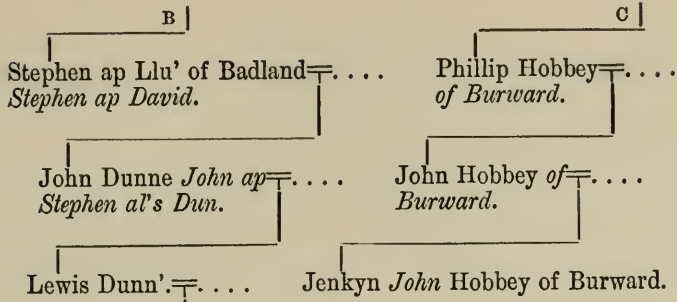 B C
Stephen ap Llu' of Badland=. . . . Phillip Hobbey=. . . .
Stephen ap David. of Burward.
John Dunne John ap=. . . . John Hobbey of=. . . .
Stephen al's Dun. Burward.
Lewis Dunn'.=. . . . Jenkyn John Hobbey of Burward.